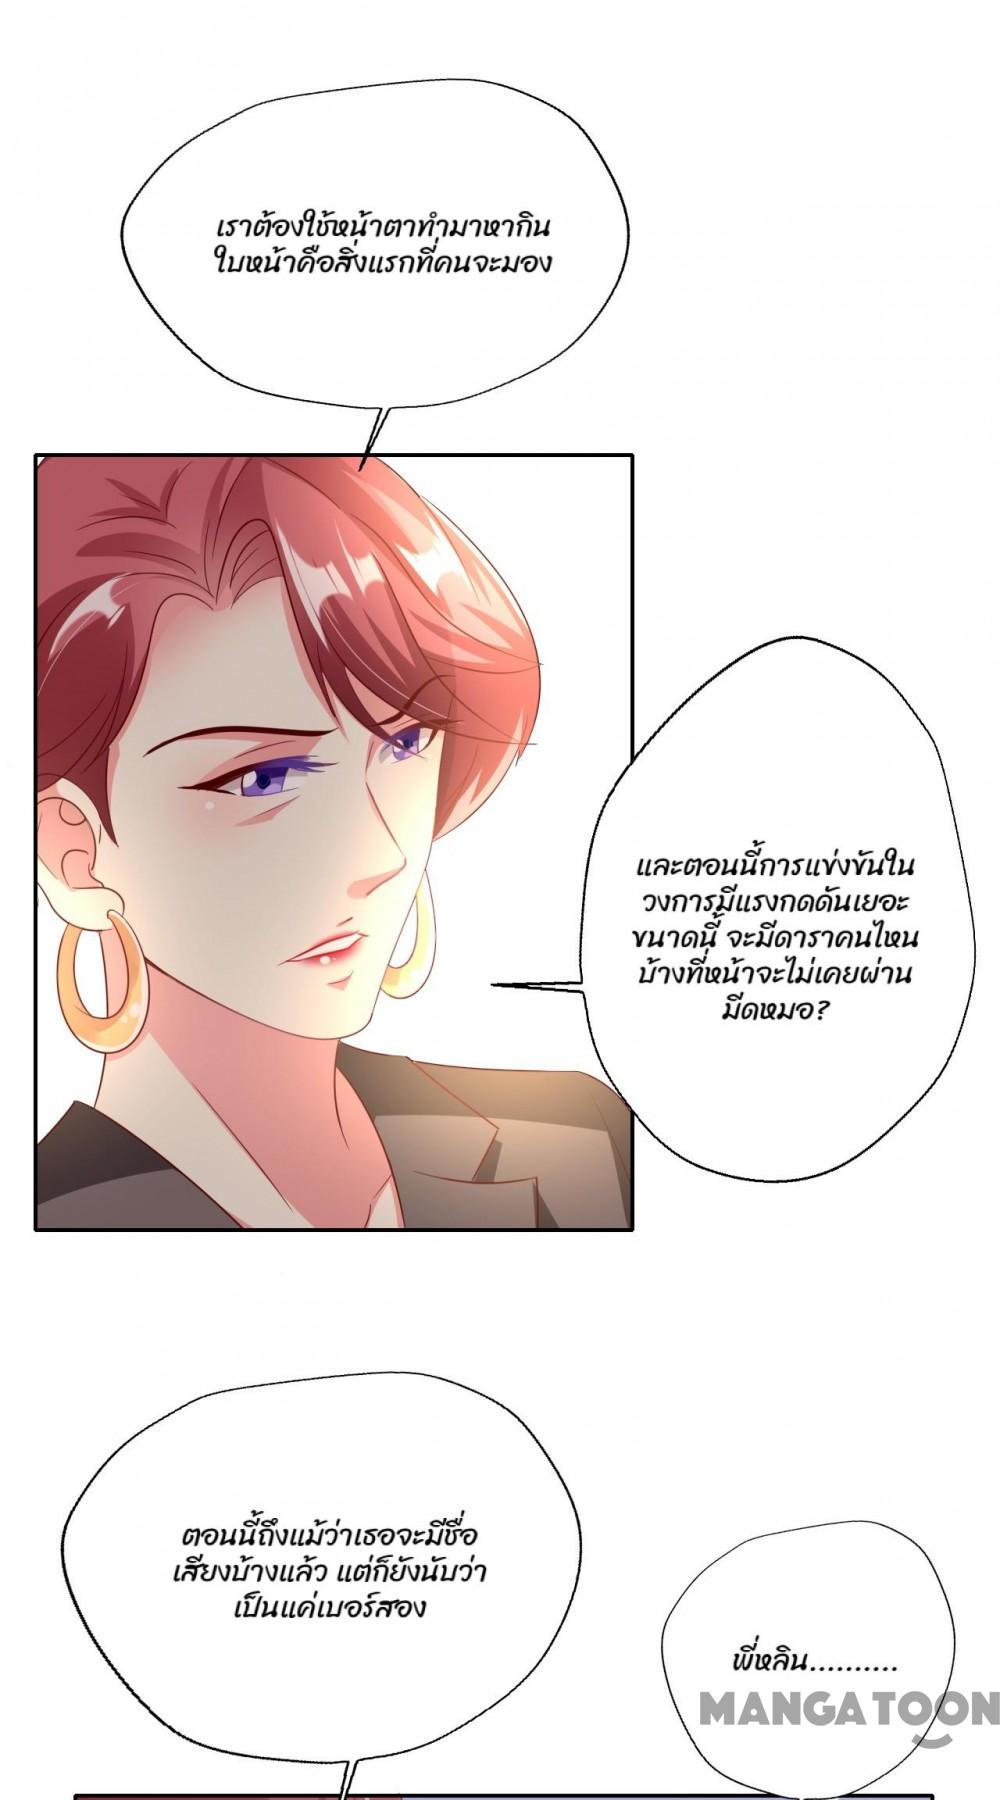 เราต้องใช้หน้าตาทำมาหากิน
ใบหน้าคือสิ่งแรกที่คนจะมอง
และตอนนี้การแข่งขันใน
วงการมีแรงกดดันเยอะ
ขนาดนี้ จะมีดาราคนไหน
บ้างที่หน้าจะไม่เคยผ่าน
มีดหมอ?
ตอนนี้ถึงแม้ว่าเธอจะมีชื่อ
เสียงบ้างแล้ว แต่ก็ยังนับว่า
เป็นแค่เบอร์สอง
พี่หลิน..........
MANGATOON